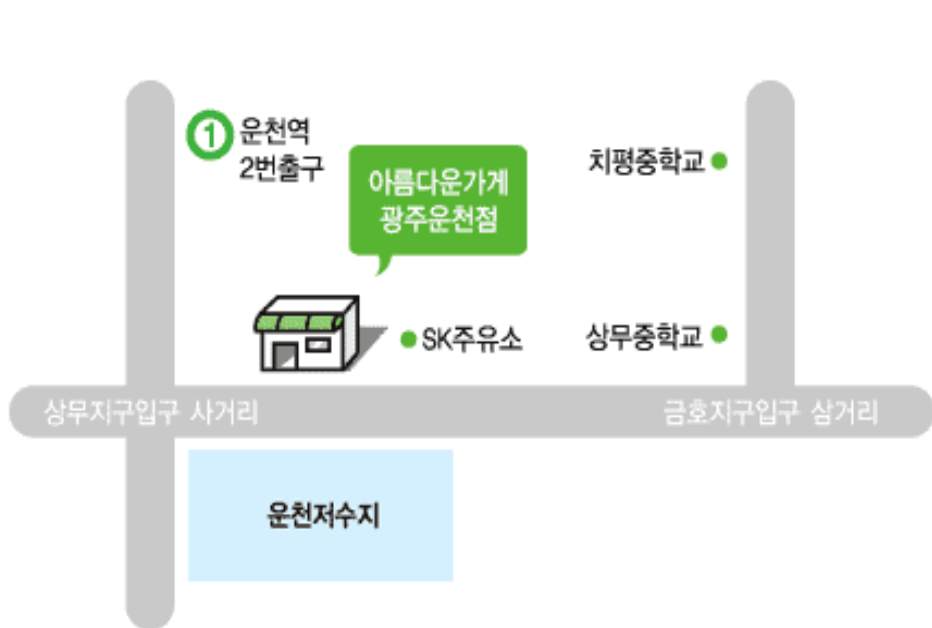 1
운천역
2번출구
아름다운가게
광주운천점
치평중학교
SK주유소
상무중학교
상무지구입구 사거리
금호지구입구 삼거리
운천저수지